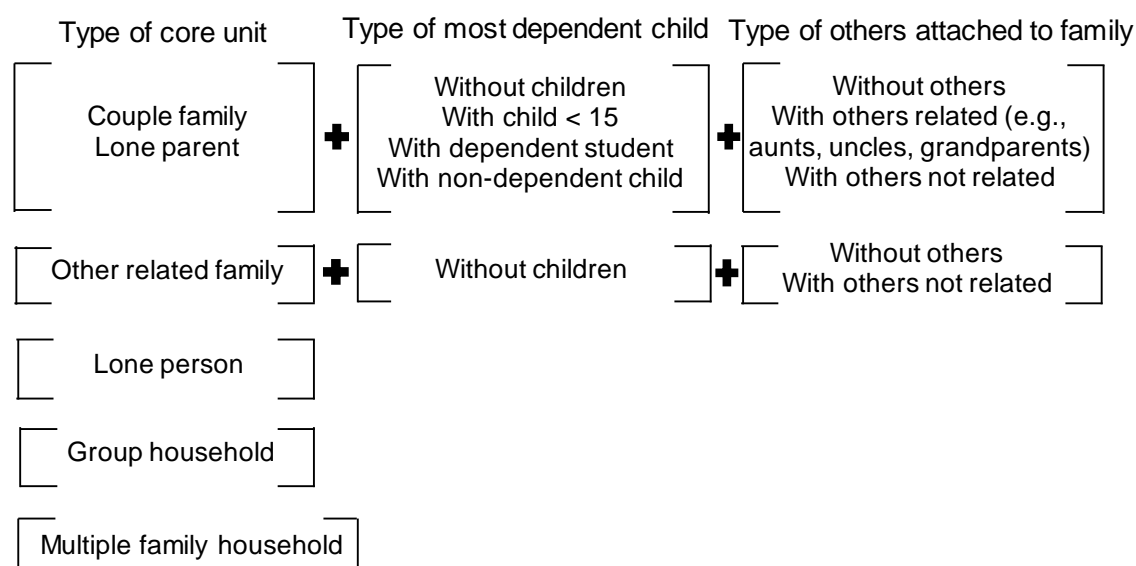 Type of core unit
Type of most dependent child
Type of others attached to family
Couple family
Lone parent
+
Without children
With child < 15
With dependent student
With non-dependent child
+
Without others
With others related (e.g.,
aunts, uncles, grandparents)
With others not related
Other related family
+
Without children
+
Without others
With others not related
Lone person
Group household
Multiple family household